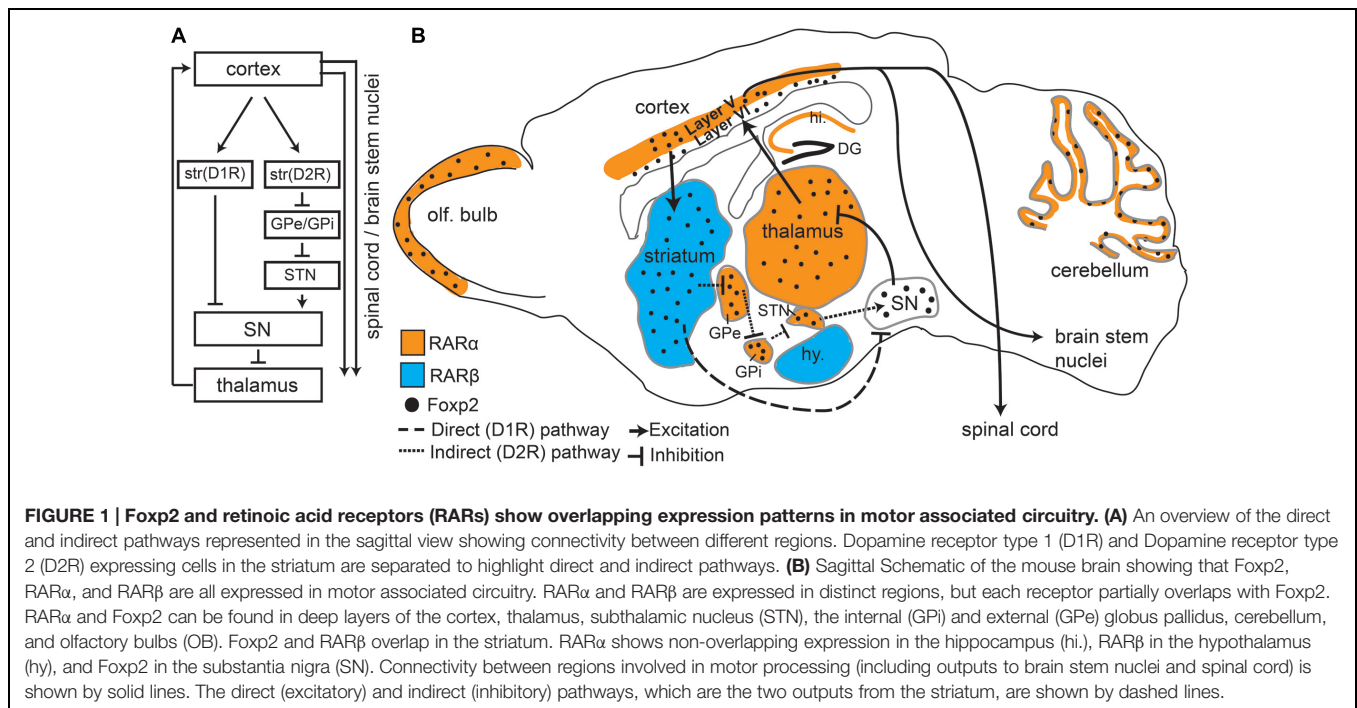 A
cortex
str(D1R)
str(D2R)
GPe/GPi
STN
SN
thalamus
spinal cord / brain stem nuclei
B
cortex
Layer V
Layer VI
hi.
DG
olf. bulb
striatum
thalamus
cerebellum
GPe
STN
SN
GPi
hy.
brain stem
nuclei
spinal cord
RARα
RARβ
Foxp2
Direct (D1R) pathway
Excitation
Indirect (D2R) pathway
Inhibition
FIGURE 1 | Foxp2 and retinoic acid receptors (RARs) show overlapping expression patterns in motor associated circuitry. (A) An overview of the direct
and indirect pathways represented in the sagittal view showing connectivity between different regions. Dopamine receptor type 1 (D1R) and Dopamine receptor type
2 (D2R) expressing cells in the striatum are separated to highlight direct and indirect pathways. (B) Sagittal Schematic of the mouse brain showing that Foxp2,
RARα, and RARβ are all expressed in motor associated circuitry. RARα and RARβ are expressed in distinct regions, but each receptor partially overlaps with Foxp2.
RARα and Foxp2 can be found in deep layers of the cortex, thalamus, subthalamic nucleus (STN), the internal (GPi) and external (GPe) globus pallidus, cerebellum,
and olfactory bulbs (OB). Foxp2 and RARβ overlap in the striatum. RARα shows non-overlapping expression in the hippocampus (hi.), RARβ in the hypothalamus
(hy), and Foxp2 in the substantia nigra (SN). Connectivity between regions involved in motor processing (including outputs to brain stem nuclei and spinal cord) is
shown by solid lines. The direct (excitatory) and indirect (inhibitory) pathways, which are the two outputs from the striatum, are shown by dashed lines.